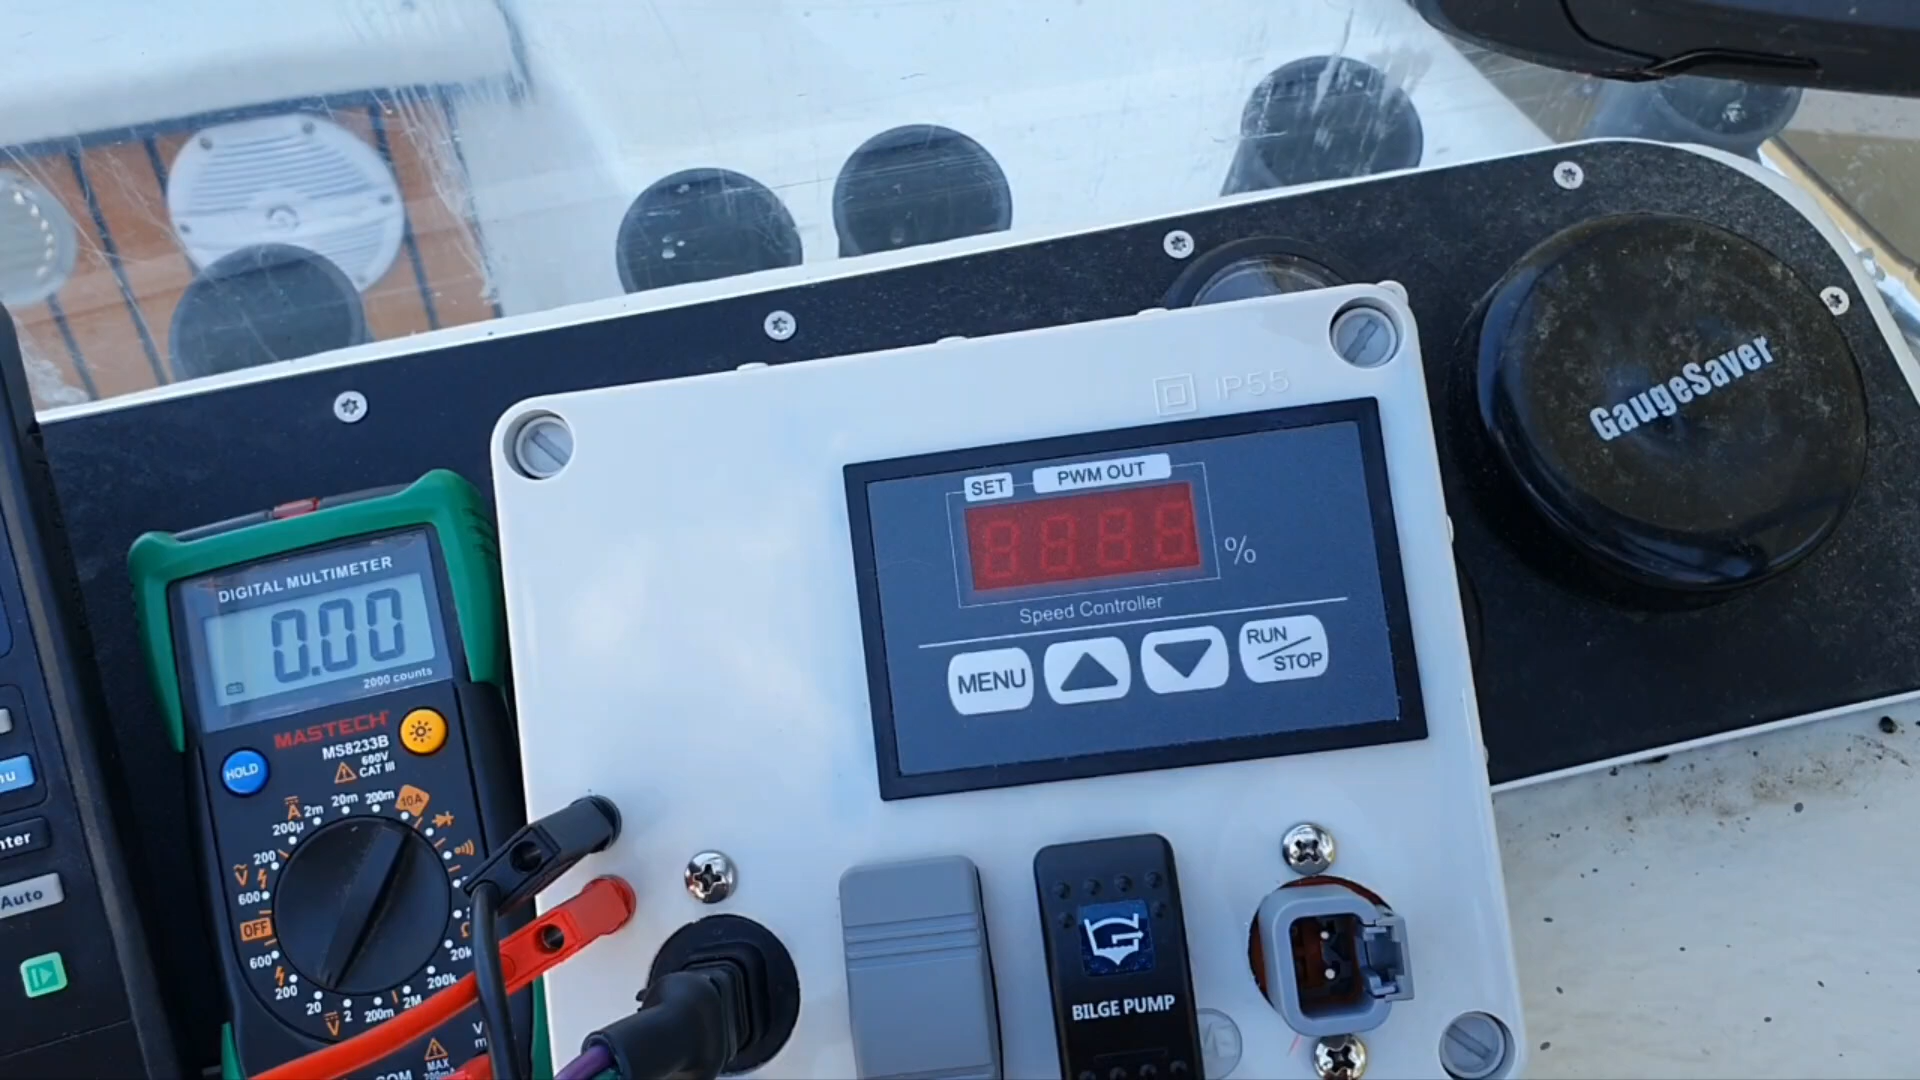 GaugeSaver
IP55
SET
PWM OUT
%
Speed Controller
MENU
RUN
STOP
BILGE PUMP
DIGITAL MULTIMETER
0.00
2000 counts
MASTECH
MS8233B
600V
CAT III
HOLD
A
2m
20m
200m
10A
200µ
200
600
OFF
600
200
20
V
2
200m
2M
200k
20k
Ω
V
COM
MAX
nu
nter
Auto